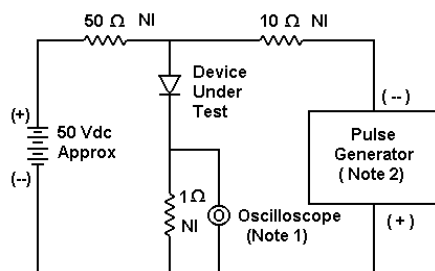 50 Ω NI
10 Ω NI
Device
Under
Test
(+)
50 Vdc
Approx
(--)
1Ω
NI
Oscilloscope
(Note 1)
(--)
Pulse
Generator
( Note 2)
(+)